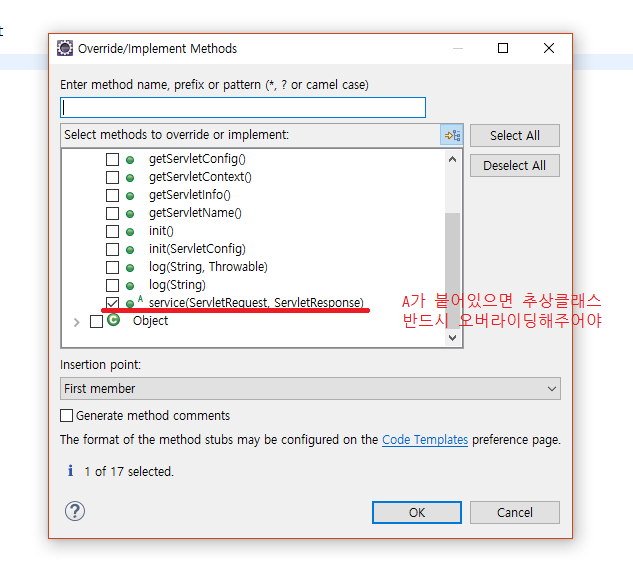 t
Override/Implement Methods
Enter method name, prefix or pattern (*, ? or camel case)
Select methods to override or implement:
Select All
Deselect All
getServletConfig()
getServletContext()
getServletInfo()
getServletName()
init()
init(ServletConfig)
log(String, Throwable)
log(String)
A service(ServletRequest, ServletResponse)
A가 붙어있으면 추상클래스
반드시 오버라이딩해주어야
C Object
Insertion point:
First member
Generate method comments
The format of the method stubs may be configured on the Code Templates preference page.
i 1 of 17 selected.
?
OK
Cancel